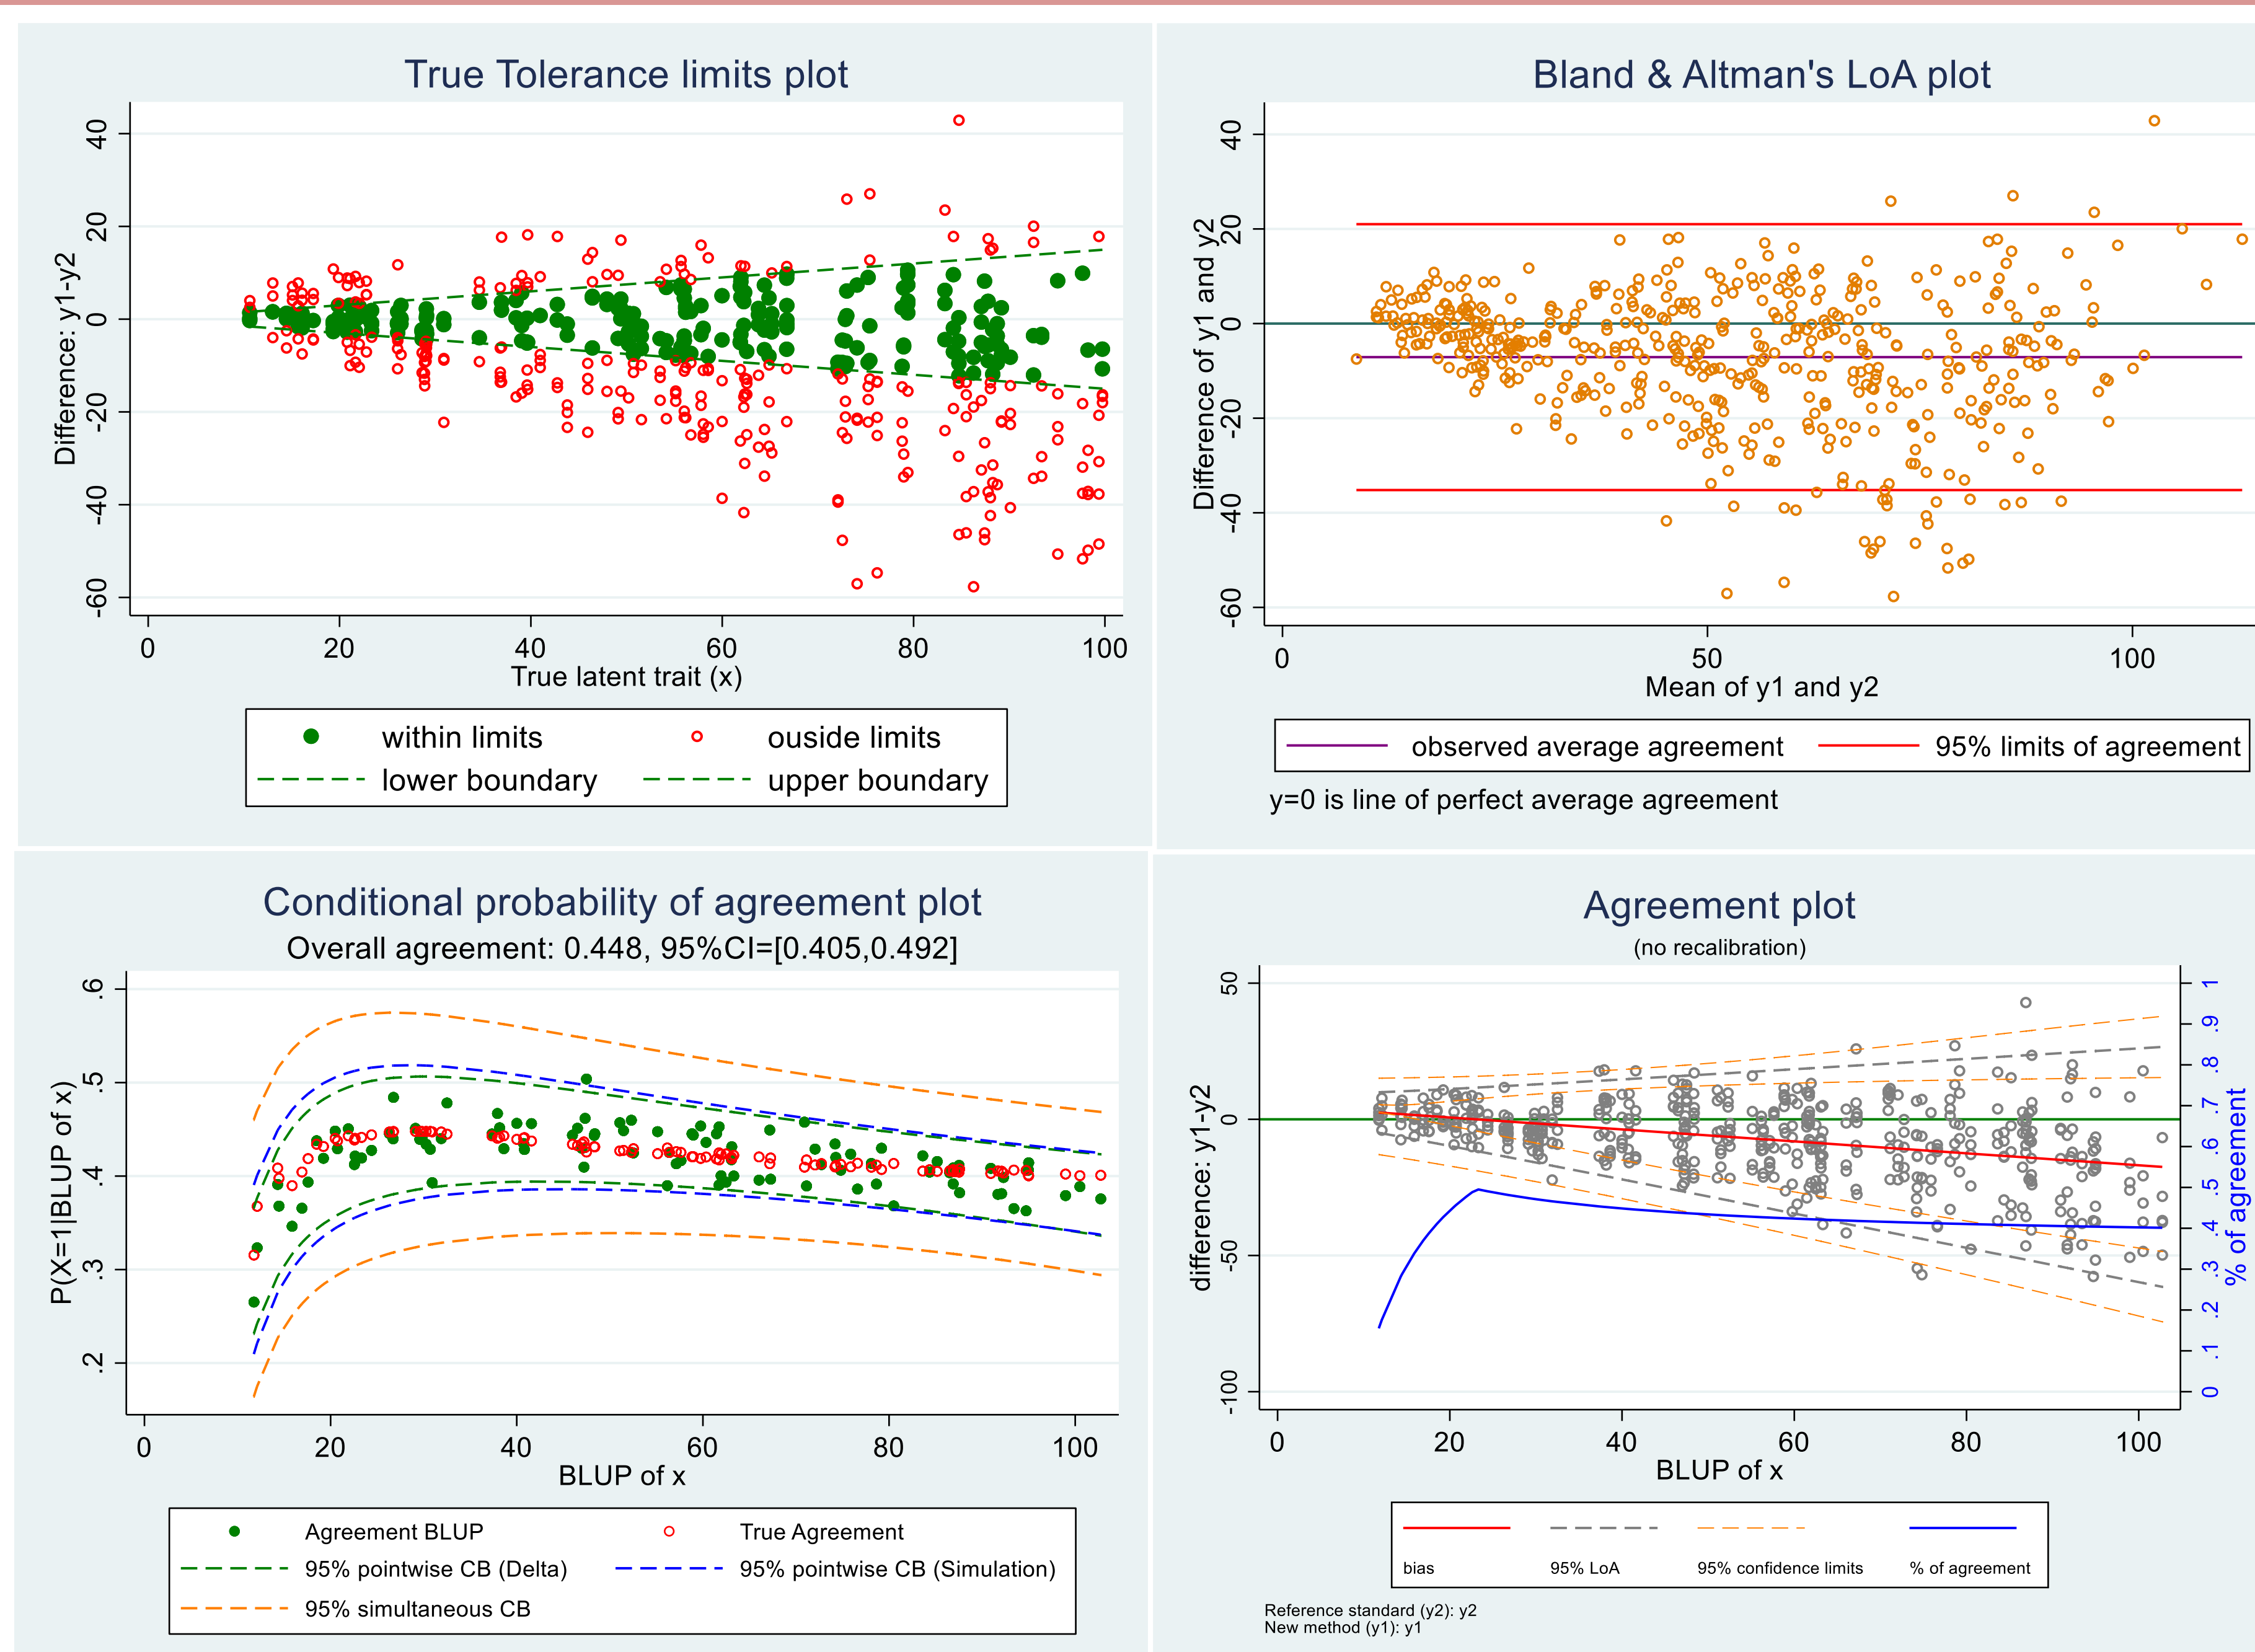 True Tolerance limits plot
Difference: y1-y2
40
20
0
-20
-40
-60
0 20 40 60 80 100
True latent trait (x)
within limits ouside limits
lower boundary upper boundary
Bland & Altman's LoA plot
Difference of y1 and y2
40
20
0
-20
-40
-60
0 50 100
Mean of y1 and y2
observed average agreement 95% limits of agreement
y=0 is line of perfect average agreement
Conditional probability of agreement plot
Overall agreement: 0.448, 95%CI=[0.405,0.492]
P(X=1|BLUP of x)
.6
.5
.4
.3
.2
0 20 40 60 80 100
BLUP of x
Agreement BLUP True Agreement
95% pointwise CB (Delta) 95% pointwise CB (Simulation)
95% simultaneous CB
Agreement plot
(no recalibration)
difference: y1-y2
50
0
-50
-100
1
.9
.8
.7
.6
.5
.4
.3
.2
.1
0
% of agreement
0 20 40 60 80 100
BLUP of x
bias 95% LoA 95% confidence limits % of agreement
Reference standard (y2): y2
New method (y1): y1